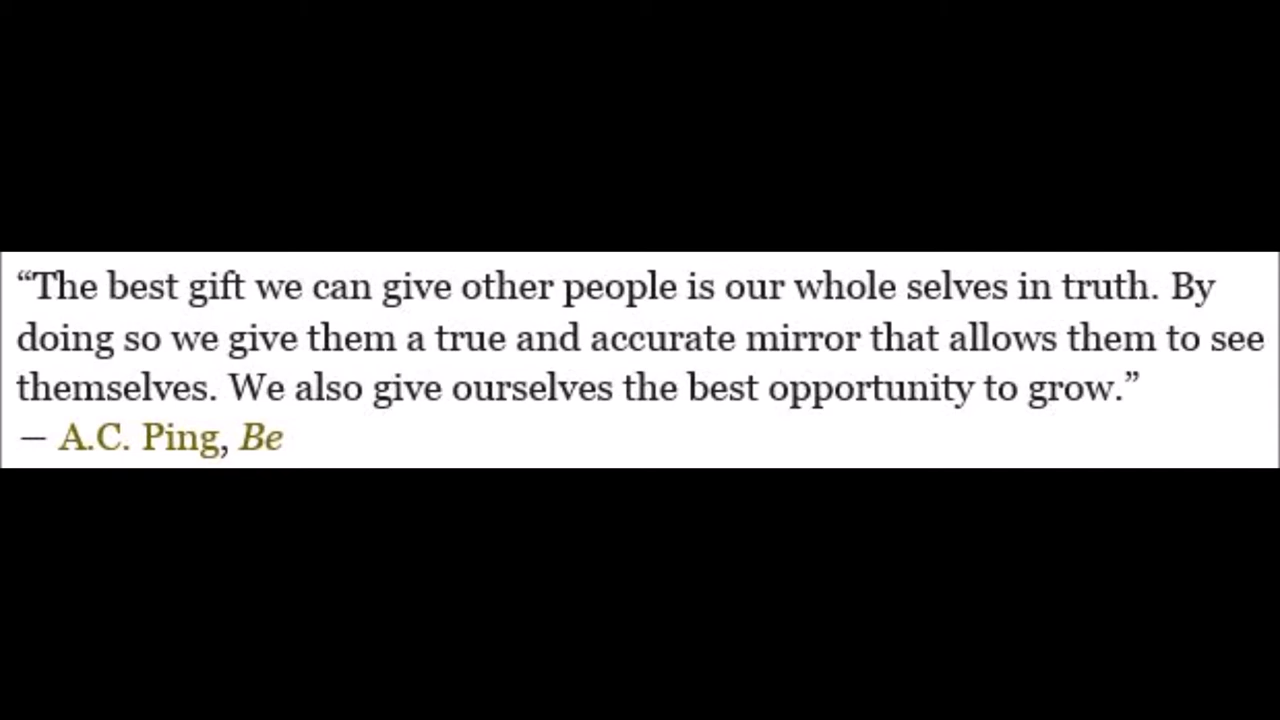 “The best gift we can give other people is our whole selves in truth. By
doing so we give them a true and accurate mirror that allows them to see
themselves. We also give ourselves the best opportunity to grow.”
— A.C. Ping, Be